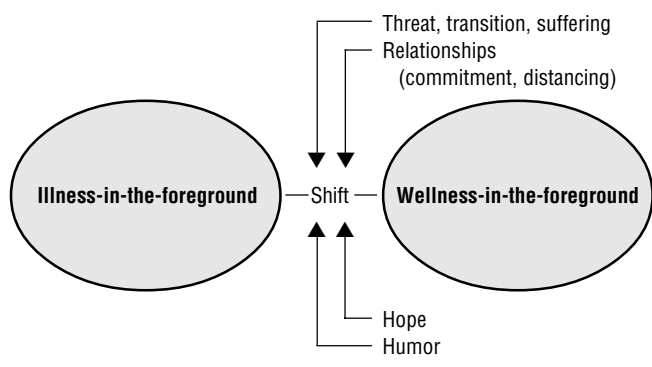 Threat, transition, suffering
Relationships
(commitment, distancing)
Illness-in-the-foreground
Shift
Wellness-in-the-foreground
Hope
Humor